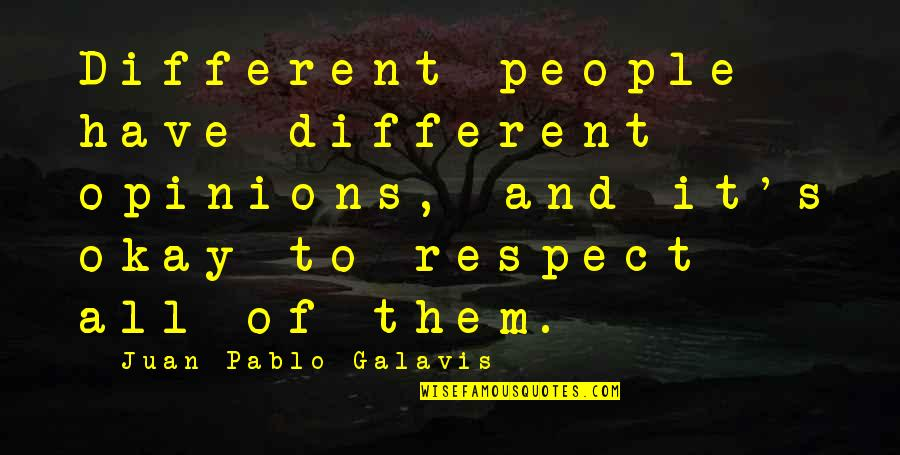 Different people
have different
opinions, and it's
okay to respect
all of them.
Juan Pablo Galavis
WISEFAMOUSQUOTES.COM